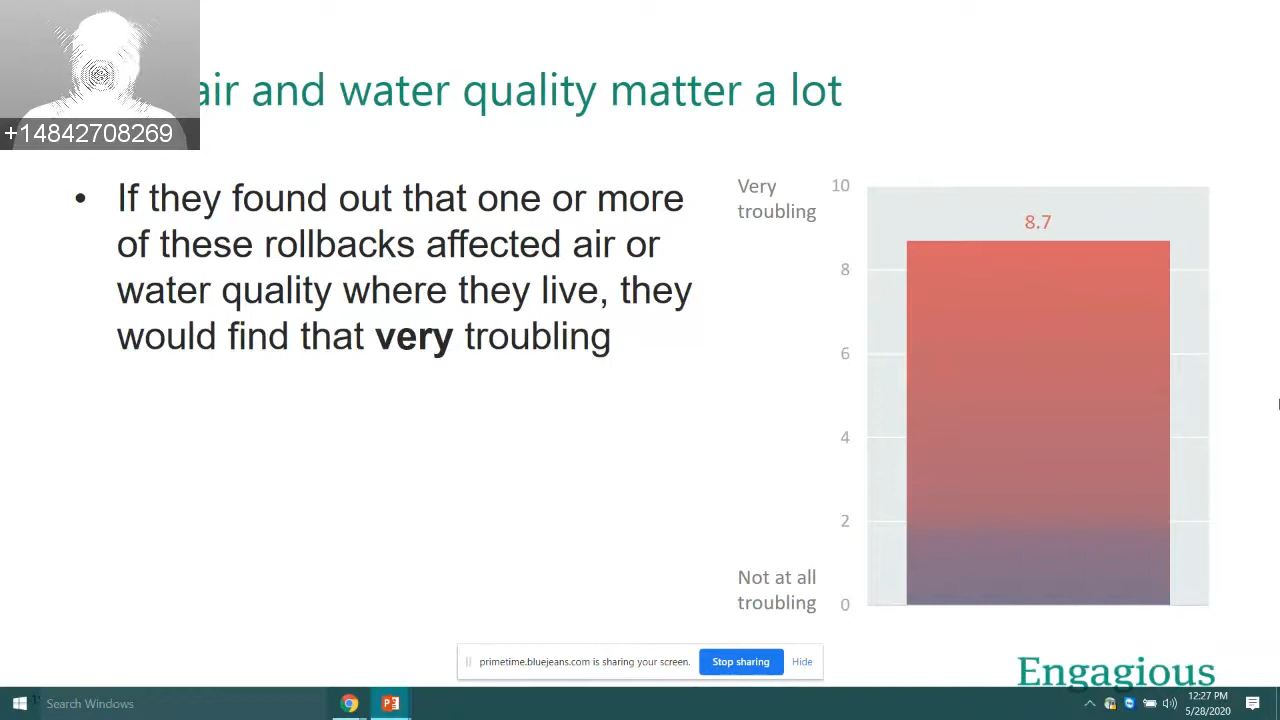 air and water quality matter a lot
+14842708269
• If they found out that one or more
of these rollbacks affected air or
water quality where they live, they
would find that very troubling
Very
troubling
10
8.7
8
6
4
2
Not at all
troubling
0
primetime.bluejeans.com is sharing your screen.
Stop sharing
Hide
Engagious
Search Windows
12:27 PM
5/28/2020